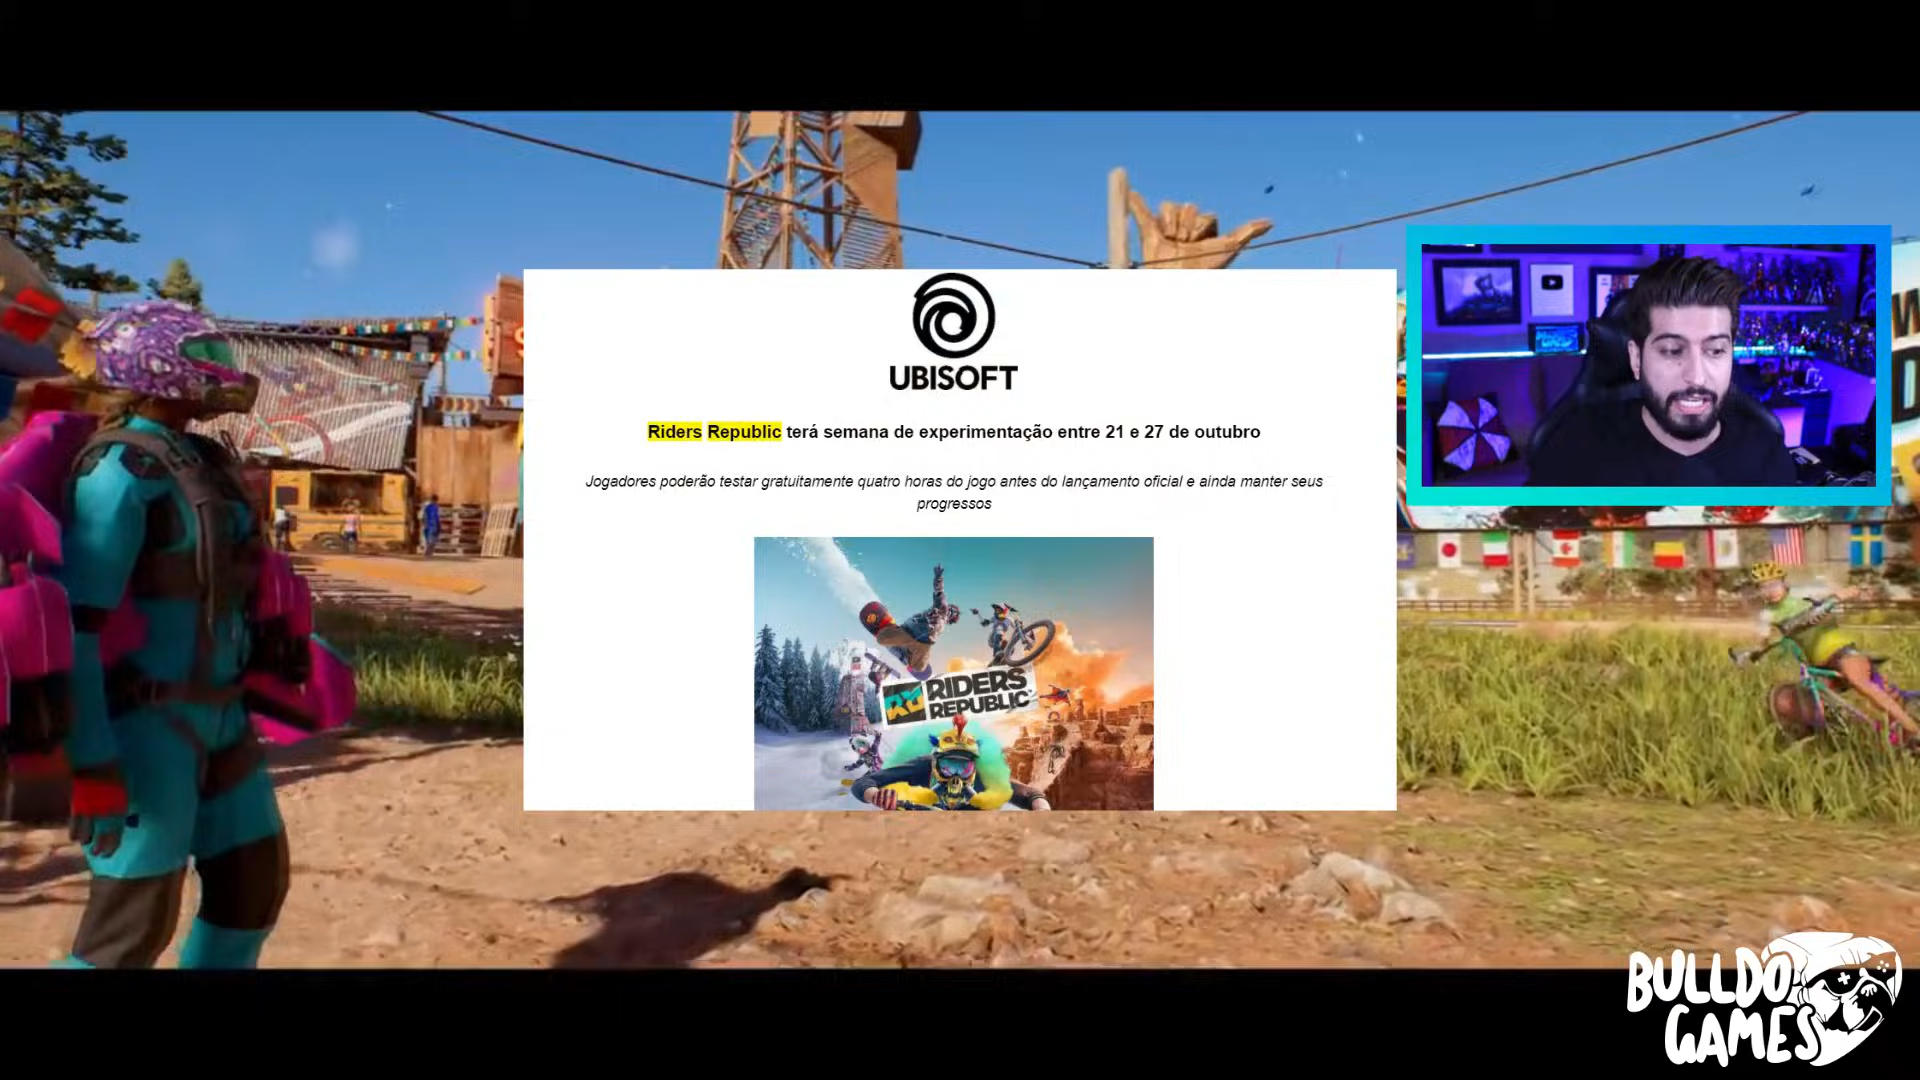 UBISOFT
Riders Republic terá semana de experimentação entre 21 e 27 de outubro
Jogadores poderão testar gratuitamente quatro horas do jogo antes do lançamento oficial e ainda manter seus
progressos
RIDERS
REPUBLIC
BULLDOG
GAMES